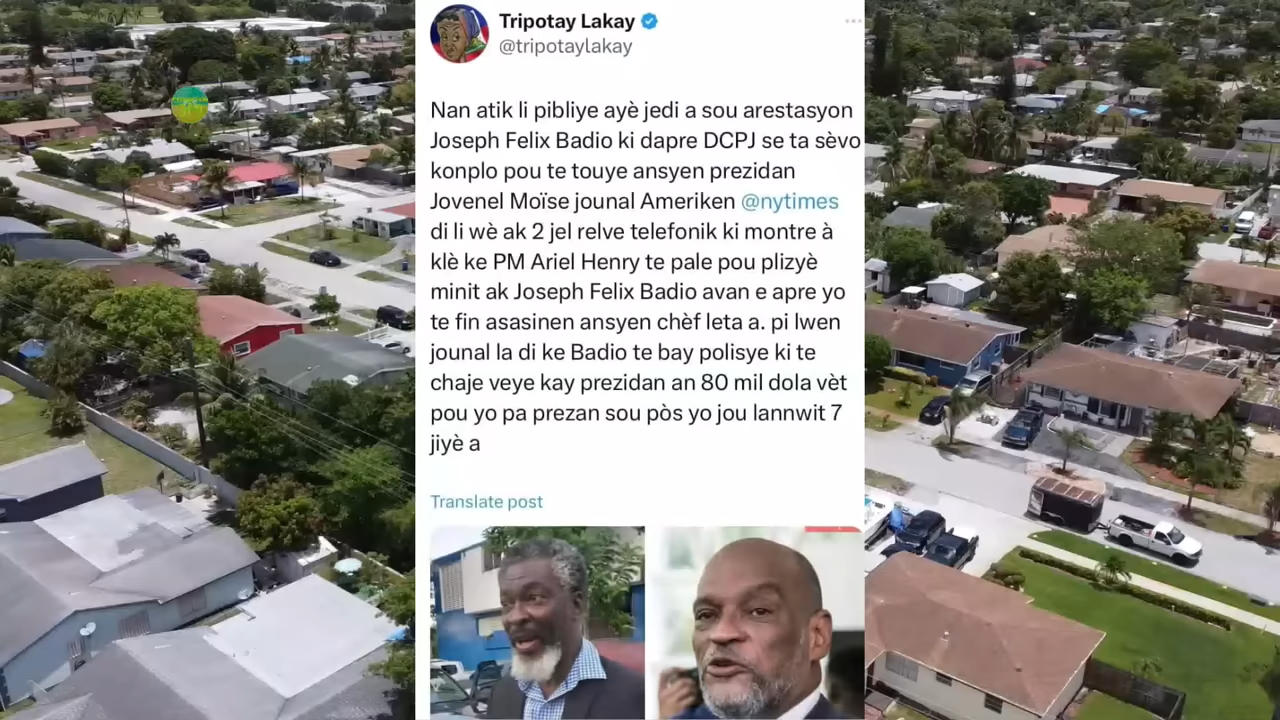 Tripotay Lakay
@tripotaylakay
Nan atik li pibliye ayè jedi a sou arestasyon
Joseph Felix Badio ki dapre DCPJ se ta sèvo
konplo pou te touye ansyen prezidan
Jovenel Moïse jounal Ameriken @nytimes
di li wè ak 2 jel relve telefonik ki montre à
klè ke PM Ariel Henry te pale pou plizyè
minit ak Joseph Felix Badio avan e apre yo
te fin asasinen ansyen chèf leta a. pi lwen
jounal la di ke Badio te bay polisye ki te
chaje veye kay prezidan an 80 mil dola vèt
pou yo pa prezan sou pòs yo jou lannwit 7
jiyè a
Translate post